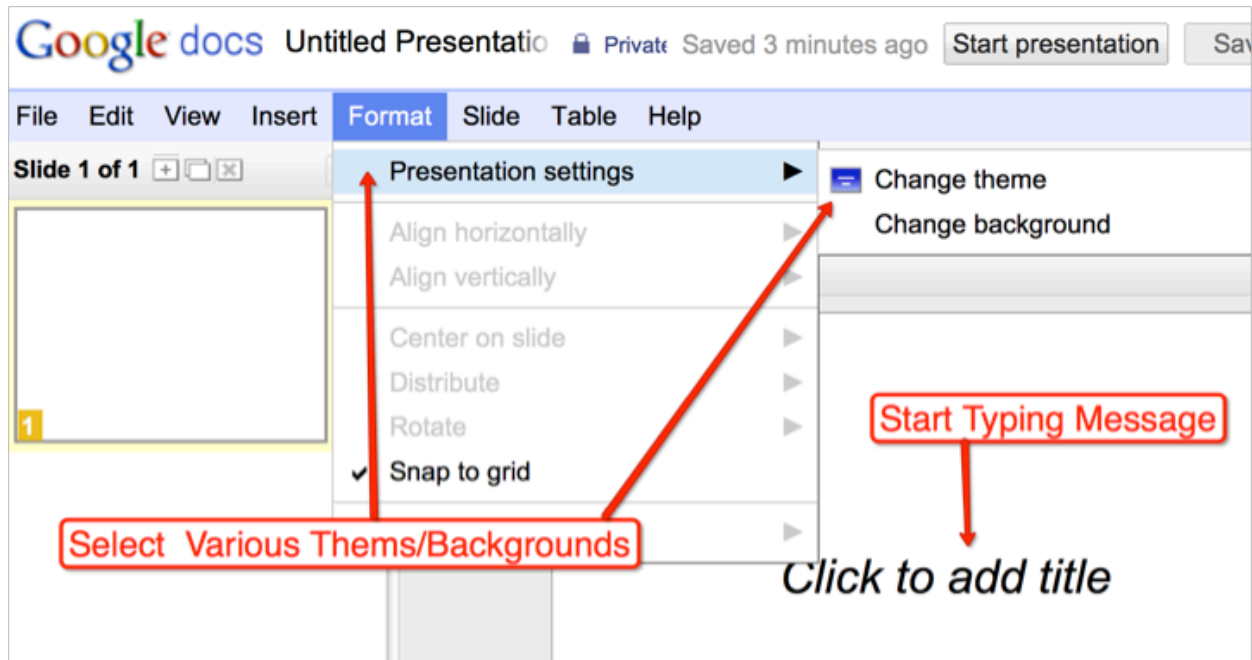 Google docs Untitled Presentatio Private Saved 3 minutes ago Start presentation Sav
File Edit View Insert Format Slide Table Help
Slide 1 of 1
Presentation settings
Change theme
Change background
Align horizontally
Align vertically
Center on slide
Distribute
Rotate
Snap to grid
1
Start Typing Message
Select Various Thems/Backgrounds
Click to add title